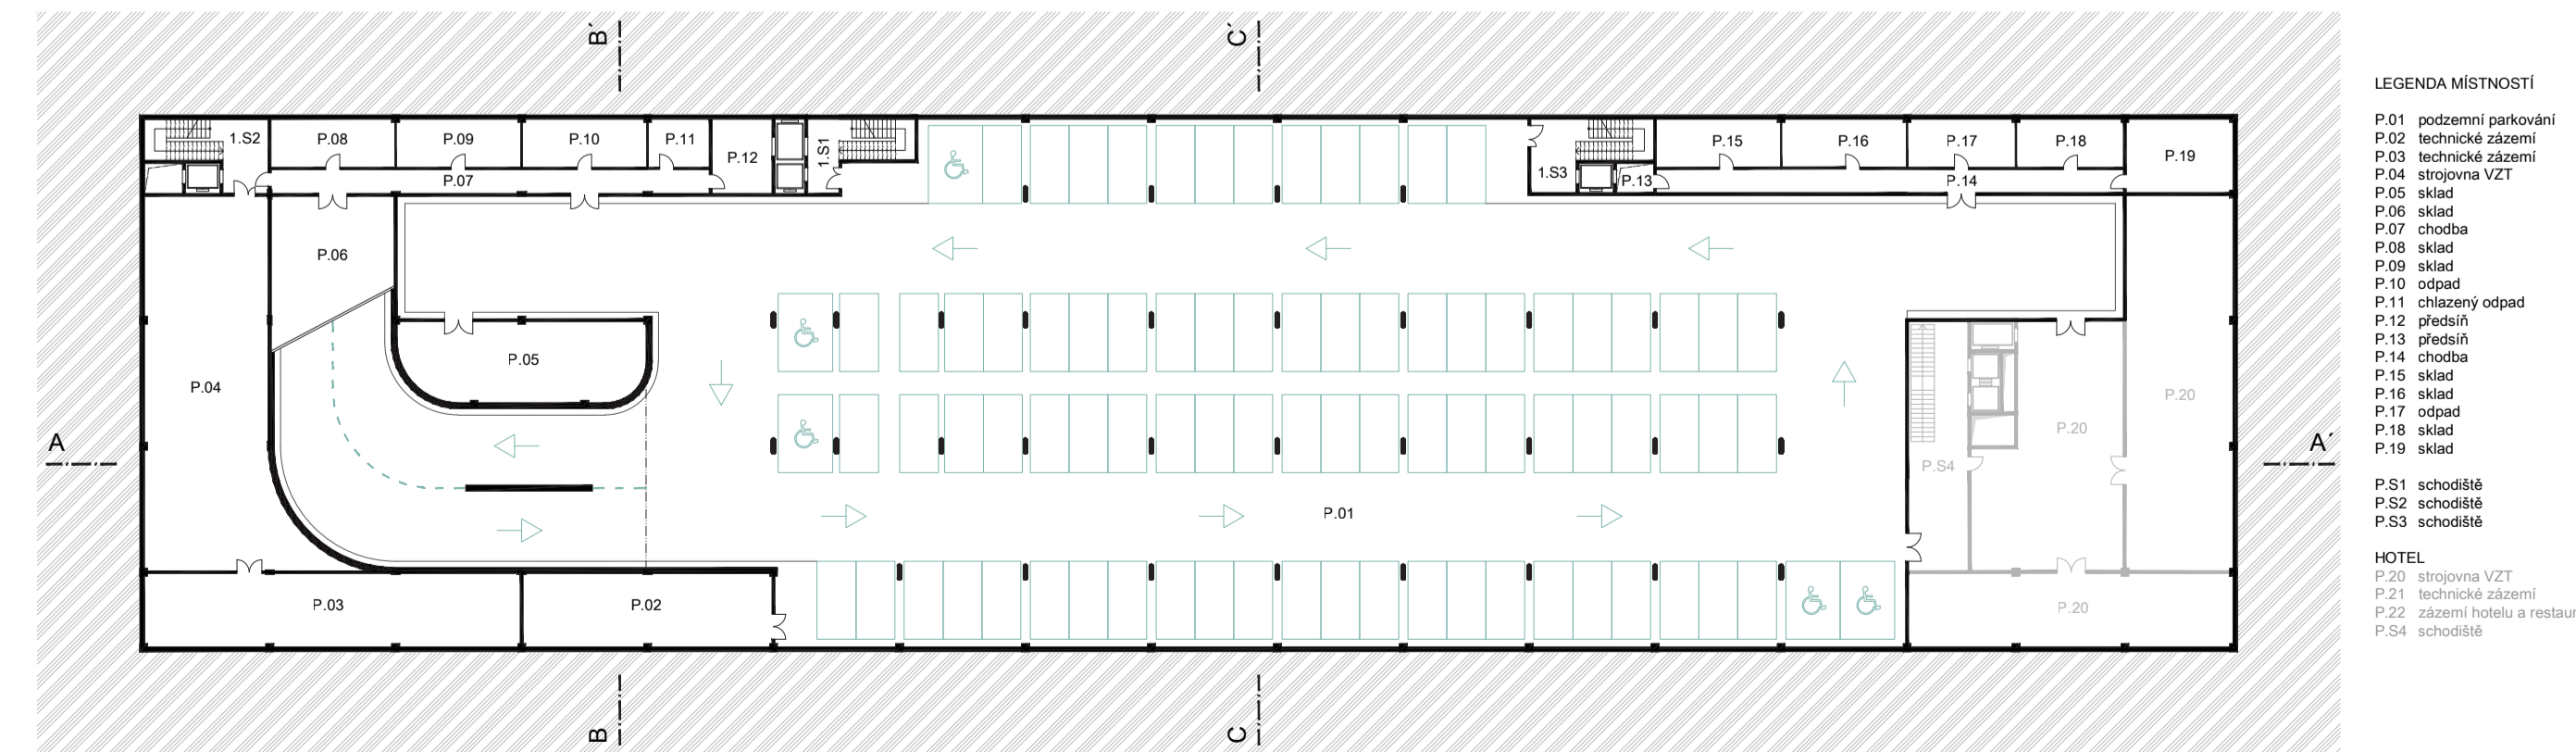 B´
C´
LEGENDA MÍSTNOSTÍ
P.01 podzemní parkování
P.02 technické zázemí
P.03 technické zázemí
P.04 strojovna VZT
P.05 sklad
P.06 sklad
P.07 chodba
P.08 sklad
P.09 sklad
P.10 odpad
P.11 chlazený odpad
P.12 předsíň
P.13 předsíň
P.14 chodba
P.15 sklad
P.16 sklad
P.17 odpad
P.18 sklad
P.19 sklad
P.S1 schodiště
P.S2 schodiště
P.S3 schodiště
HOTEL
P.20 strojovna VZT
P.21 technické zázemí
P.22 zázemí hotelu a restaur
P.S4 schodiště
1.S2
P.08
P.09
P.10
P.11
P.12
1.S1
P.15
P.16
P.17
P.18
P.19
P.07
1.S3
P.13
P.14
P.06
P.05
P.04
P.20
P.20
A
A´
P.S4
P.01
P.03
P.02
P.20
B
C